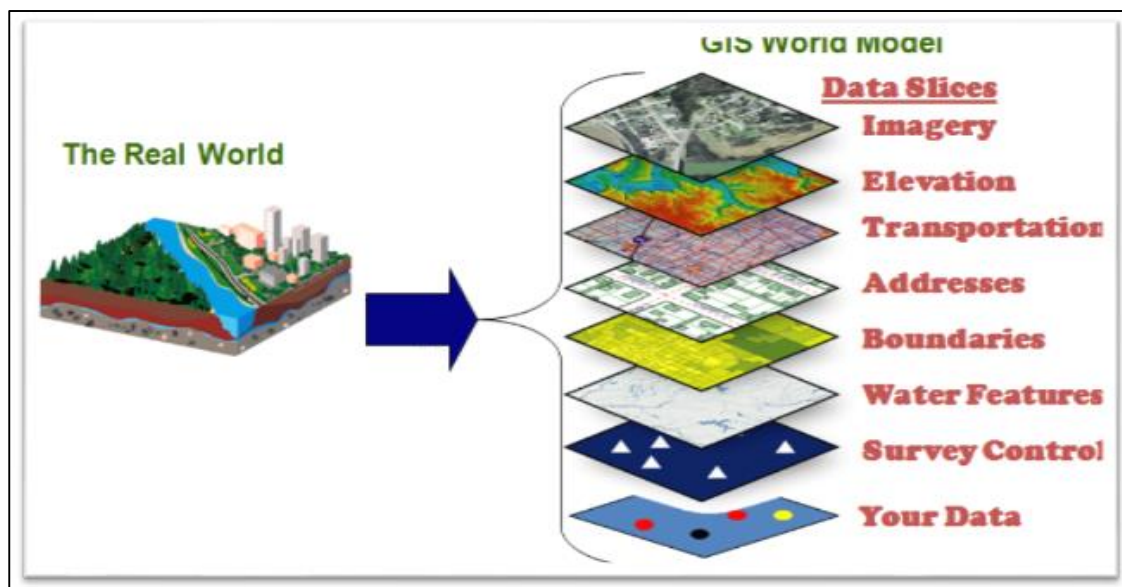 GIS World Model
The Real World
Data Slices
Imagery
Elevation
Transportation
Addresses
Boundaries
Water Features
Survey Control
Your Data